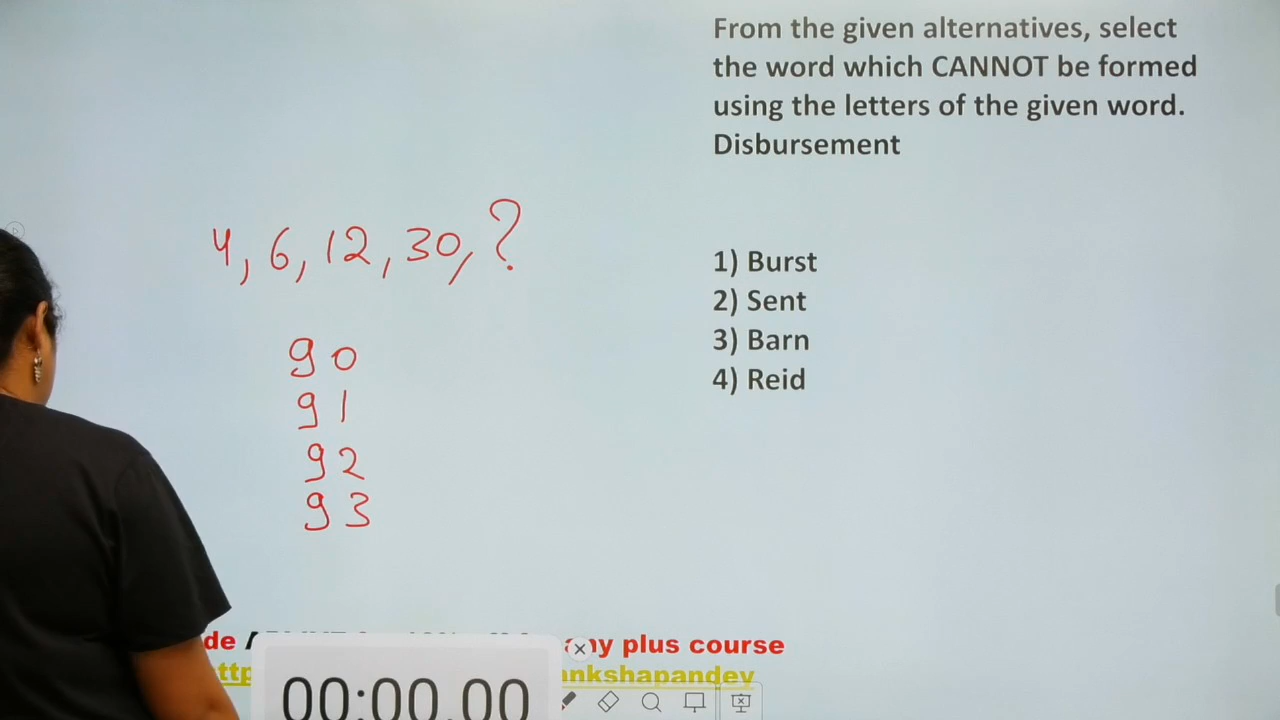 From the given alternatives, select
the word which CANNOT be formed
using the letters of the given word.
Disbursement
4, 6, 12, 30, ?
90
91
92
93
1) Burst
2) Sent
3) Barn
4) Reid
any plus course
ankshapandey
00:00.00